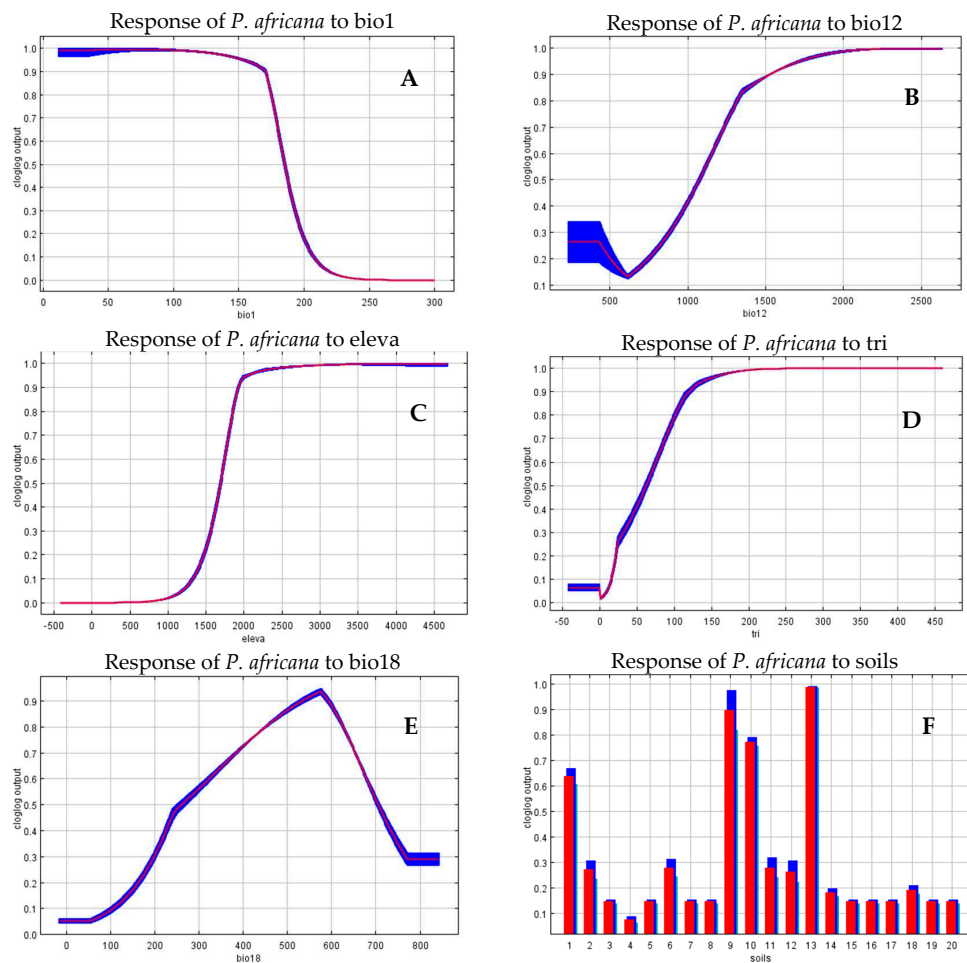 Response of P. africana to bio1
1.0
0.9
0.8
0.7
0.6
0.5
0.4
0.3
0.2
0.1
0.0
cloglog output
A
0 50 100 150 200 250 300
bio1
Response of P. africana to bio12
1.0
0.9
0.8
0.7
0.6
0.5
0.4
0.3
0.2
0.1
cloglog output
B
500 1000 1500 2000 2500
bio12
Response of P. africana to eleva
1.0
0.9
0.8
0.7
0.6
0.5
0.4
0.3
0.2
0.1
0.0
cloglog output
C
-500 0 500 1000 1500 2000 2500 3000 3500 4000 4500
eleva
Response of P. africana to tri
1.0
0.9
0.8
0.7
0.6
0.5
0.4
0.3
0.2
0.1
0.0
cloglog output
D
-50 0 50 100 150 200 250 300 350 400 450
tri
Response of P. africana to bio18
0.9
0.8
0.7
0.6
0.5
0.4
0.3
0.2
0.1
0.0
cloglog output
E
0 100 200 300 400 500 600 700 800
bio18
Response of P. africana to soils
1.0
0.9
0.8
0.7
0.6
0.5
0.4
0.3
0.2
0.1
cloglog output
F
1 2 3 4 5 6 7 8 9 10 11 12 13 14 15 16 17 18 19 20
soils